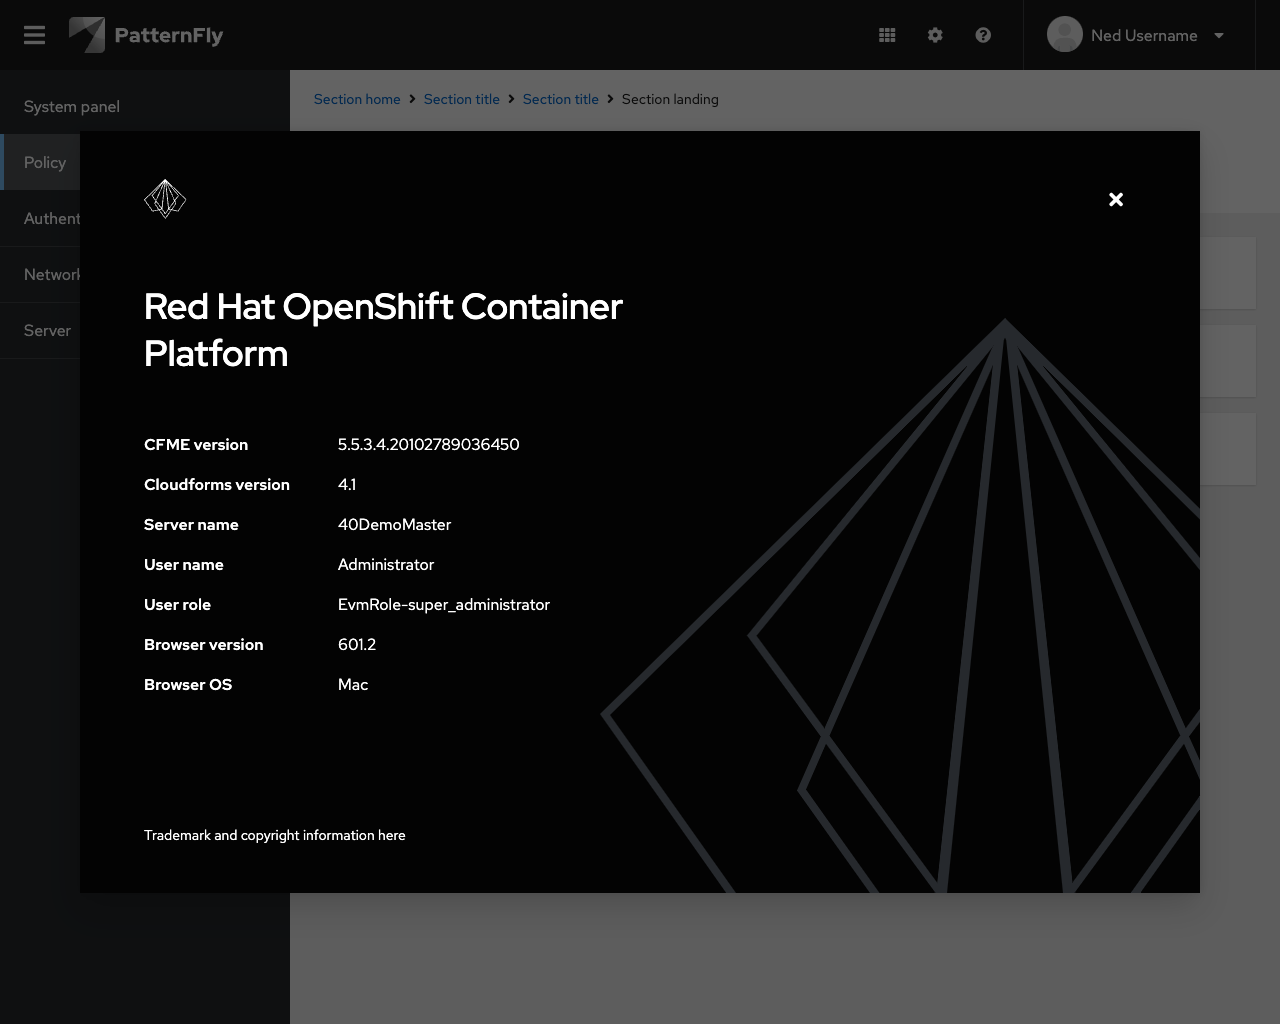 PatternFly
Ned Username
System panel
Section home Section title Section title Section landing
Policy
Authent
Network
Server
Red Hat OpenShift Container
Platform
CFME version 5.5.3.4.20102789036450
Cloudforms version 4.1
Server name 40DemoMaster
User name Administrator
User role EvmRole-super_administrator
Browser version 601.2
Browser OS Mac
Trademark and copyright information here